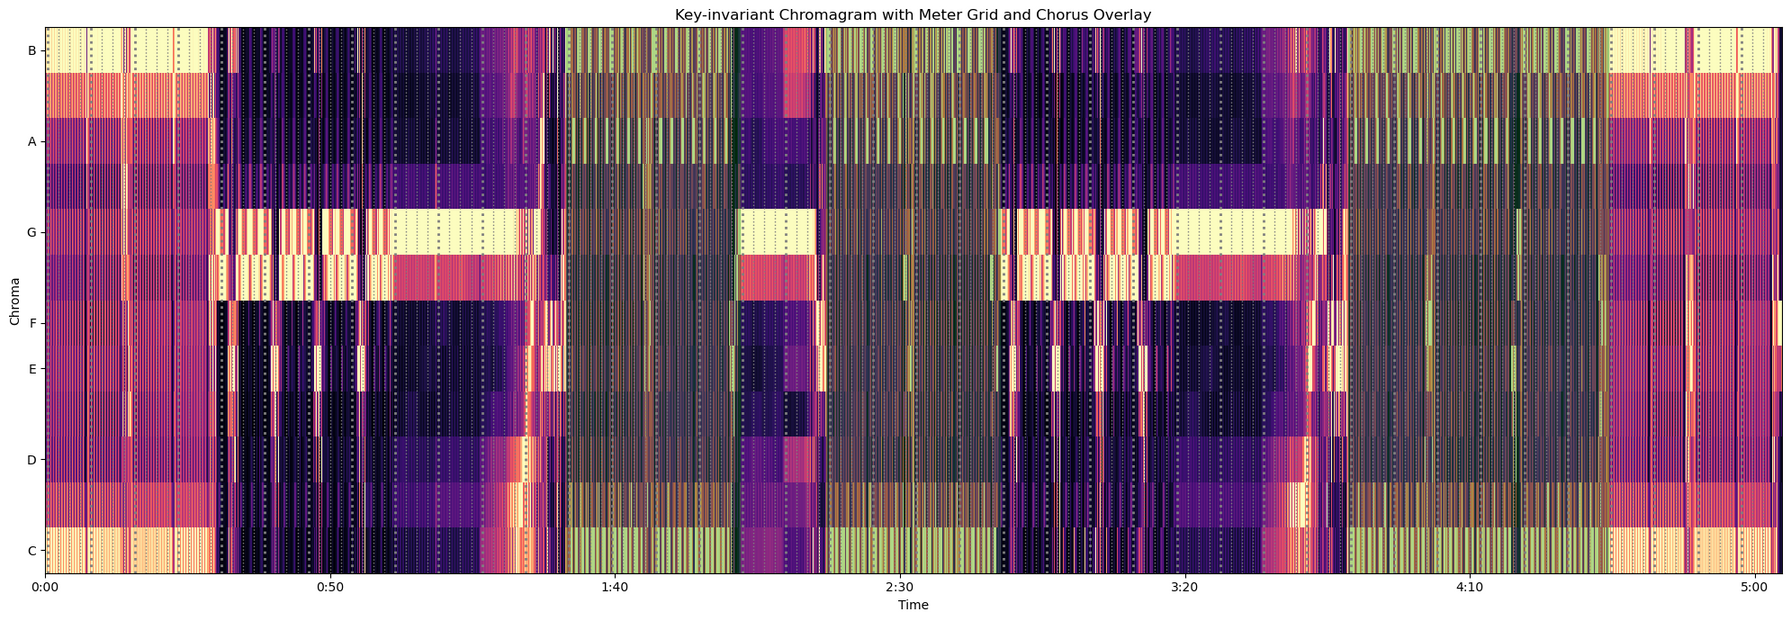 Key-invariant Chromagram with Meter Grid and Chorus Overlay
B
A
G
F
E
D
C
Chroma
0:00 0:50 1:40 2:30 3:20 4:10 5:00
Time